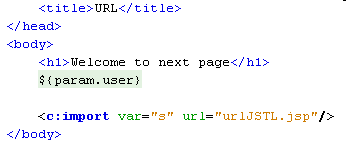 <title>URL</title>
</head>
<body>
<h1>Welcome to next page</h1>
${param.user}
<c:import var="s" url="urlJSTL.jsp"/>
</body>